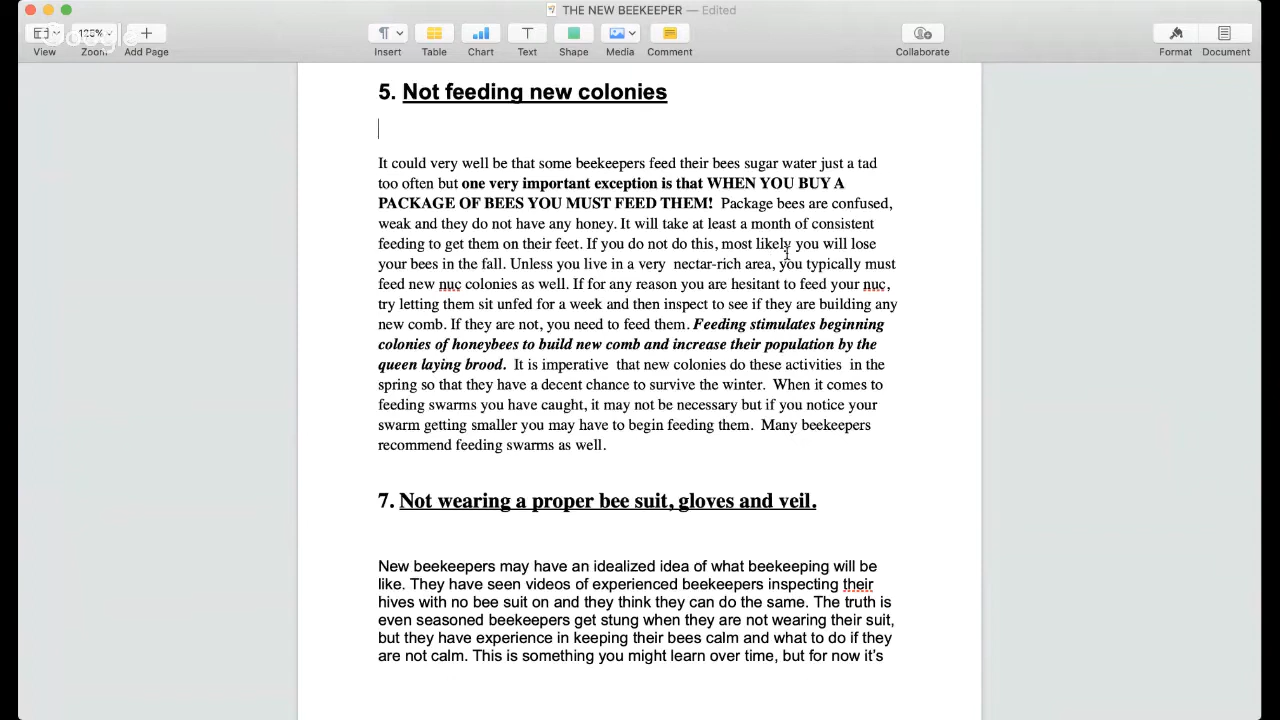 THE NEW BEEKEEPER — Edited
125%
View
Zoom
Add Page
Insert
Table
Chart
Text
Shape
Media
Comment
Collaborate
Format
Document
5. Not feeding new colonies
It could very well be that some beekeepers feed their bees sugar water just a tad
too often but one very important exception is that WHEN YOU BUY A
PACKAGE OF BEES YOU MUST FEED THEM!  Package bees are confused,
weak and they do not have any honey. It will take at least a month of consistent
feeding to get them on their feet. If you do not do this, most likely you will lose
your bees in the fall. Unless you live in a very  nectar-rich area, you typically must
feed new nuc colonies as well. If for any reason you are hesitant to feed your nuc,
try letting them sit unfed for a week and then inspect to see if they are building any
new comb. If they are not, you need to feed them. Feeding stimulates beginning
colonies of honeybees to build new comb and increase their population by the
queen laying brood.  It is imperative  that new colonies do these activities  in the
spring so that they have a decent chance to survive the winter.  When it comes to
feeding swarms you have caught, it may not be necessary but if you notice your
swarm getting smaller you may have to begin feeding them.  Many beekeepers
recommend feeding swarms as well.
7. Not wearing a proper bee suit, gloves and veil.
New beekeepers may have an idealized idea of what beekeeping will be
like. They have seen videos of experienced beekeepers inspecting their
hives with no bee suit on and they think they can do the same. The truth is
even seasoned beekeepers get stung when they are not wearing their suit,
but they have experience in keeping their bees calm and what to do if they
are not calm. This is something you might learn over time, but for now it's